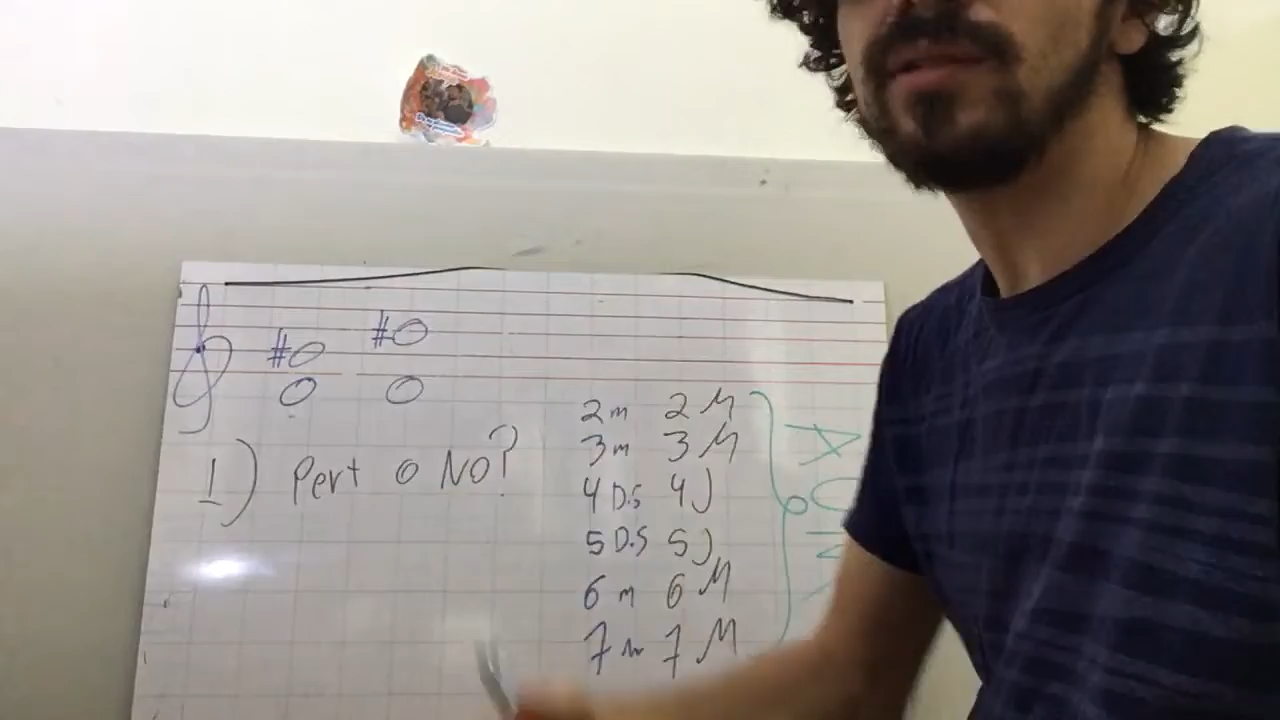 #O #O
O O
1) Pert o NO?
2m 2M
3m 3M
4 D.S 4J
5 D.S 5J
6m 6M
7m 7M